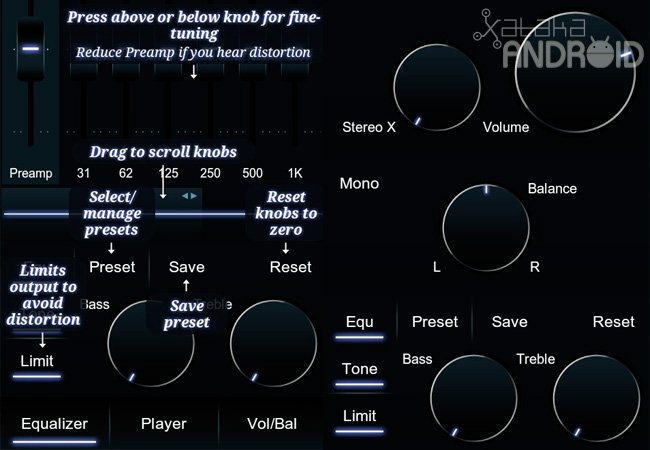 Press above or below knob for fine-
tuning
Reduce Preamp if you hear distortion
Drag to scroll knobs
Preamp 31 62 125 250 500 1K
Select/
manage
presets
Reset
knobs to
zero
Limits
output to
avoid
distortion
Preset Save Reset
Bass Treble
Save
preset
Limit
Equalizer Player Vol/Bal
xataka
ANDROID
Stereo X Volume
Mono
Balance
L R
Equ Preset Save Reset
Tone Bass Treble
Limit